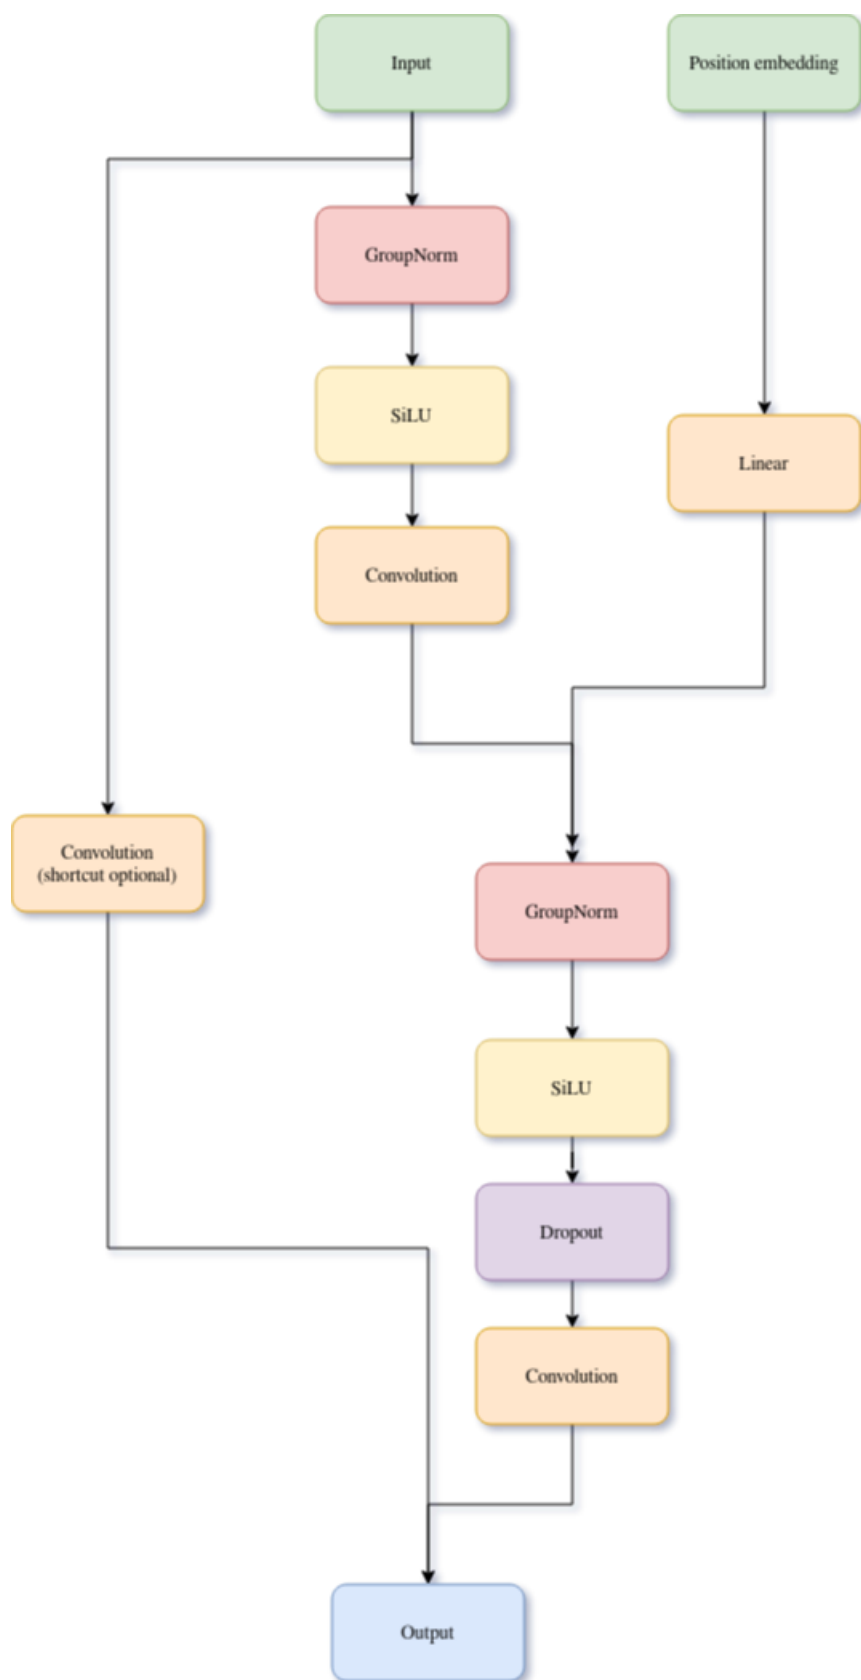 Input
Position embedding
GroupNorm
SiLU
Linear
Convolution
Convolution
(shortcut optional)
GroupNorm
SiLU
Dropout
Convolution
Output